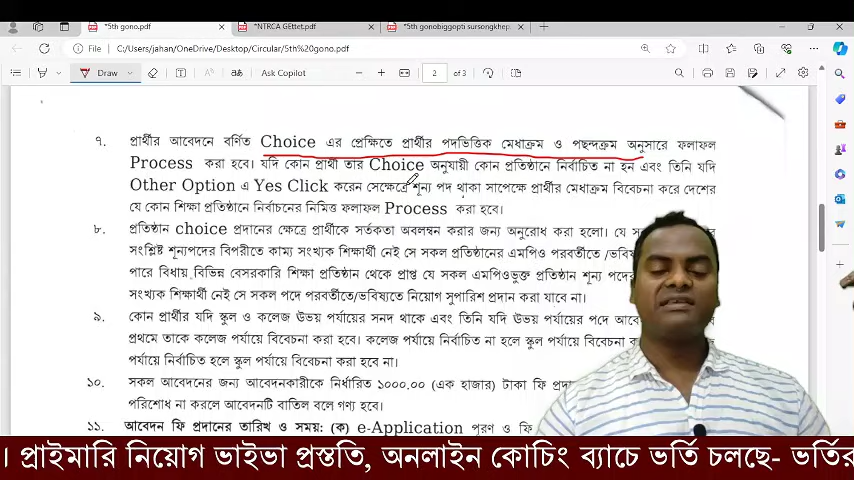 *5th gono.pdf
*NTRCA GEttet.pdf
*5th gonobiggopti sursongkhep.
File
C:/Users/jahan/OneDrive/Desktop/Circular/5th%20gono.pdf
Draw
Ask Copilot
2 of 3
৭. প্রার্থীর আবেদনে বর্ণিত Choice এর প্রেক্ষিতে প্রার্থীর পদভিত্তিক মেধাক্রম ও পছন্দক্রম অনুসারে ফলাফল
Process করা হবে। যদি কোন প্রার্থী তার Choice অনুযায়ী কোন প্রতিষ্ঠানে নির্বাচিত না হন এবং তিনি যদি
Other Option এ Yes Click করেন সেক্ষেত্রে শূন্য পদ থাকা সাপেক্ষে প্রার্থীর মেধাক্রম বিবেচনা করে দেশের
যে কোন শিক্ষা প্রতিষ্ঠানে নির্বাচনের নিমিত্ত ফলাফল Process করা হবে।
৮. প্রতিষ্ঠান choice প্রদানের ক্ষেত্রে প্রার্থীকে সর্তকতা অবলম্বন করার জন্য অনুরোধ করা হলো। যে
সংশ্লিষ্ট শূন্যপদের বিপরীতে কাম্য সংখ্যক শিক্ষার্থী নেই সে সকল প্রতিষ্ঠানের এমপিও পরবর্তীতে
পারে বিধায় বিভিন্ন বেসরকারি শিক্ষা প্রতিষ্ঠান থেকে প্রাপ্ত যে সকল এমপিওভুক্ত প্রতিষ্ঠান শূন্য
সংখ্যক শিক্ষার্থী নেই সে সকল পদে পরবর্তীতে/ভবিষ্যতে নিয়োগ সুপারিশ প্রদান করা যাবে না।
৯. কোন প্রার্থীর যদি স্কুল ও কলেজ উভয় পর্যায়ের সনদ থাকে এবং তিনি যদি উভয় পর্যায়ের পদে
প্রথমে তাকে কলেজ পর্যায়ে বিবেচনা করা হবে। কলেজ পর্যায়ে নির্বাচিত না হলে স্কুল পর্যায়ে বিবেচনা
পর্যায়ে নির্বাচিত হলে স্কুল পর্যায়ে বিবেচনা করা হবে না।
১০. সকল আবেদনের জন্য আবেদনকারীকে নির্ধারিত ১০০০.০০ (এক হাজার) টাকা ফি
পরিশোধ না করলে আবেদনটি বাতিল বলে গণ্য হবে।
১১. আবেদন ফি প্রদানের তারিখ ও সময়: (ক) e-Application পূরণ ও ফি
। প্রাইমারি নিয়োগ ভাইভা প্রস্তুতি, অনলাইন কোচিং ব্যাচে ভর্তি চলছে- ভর্তির